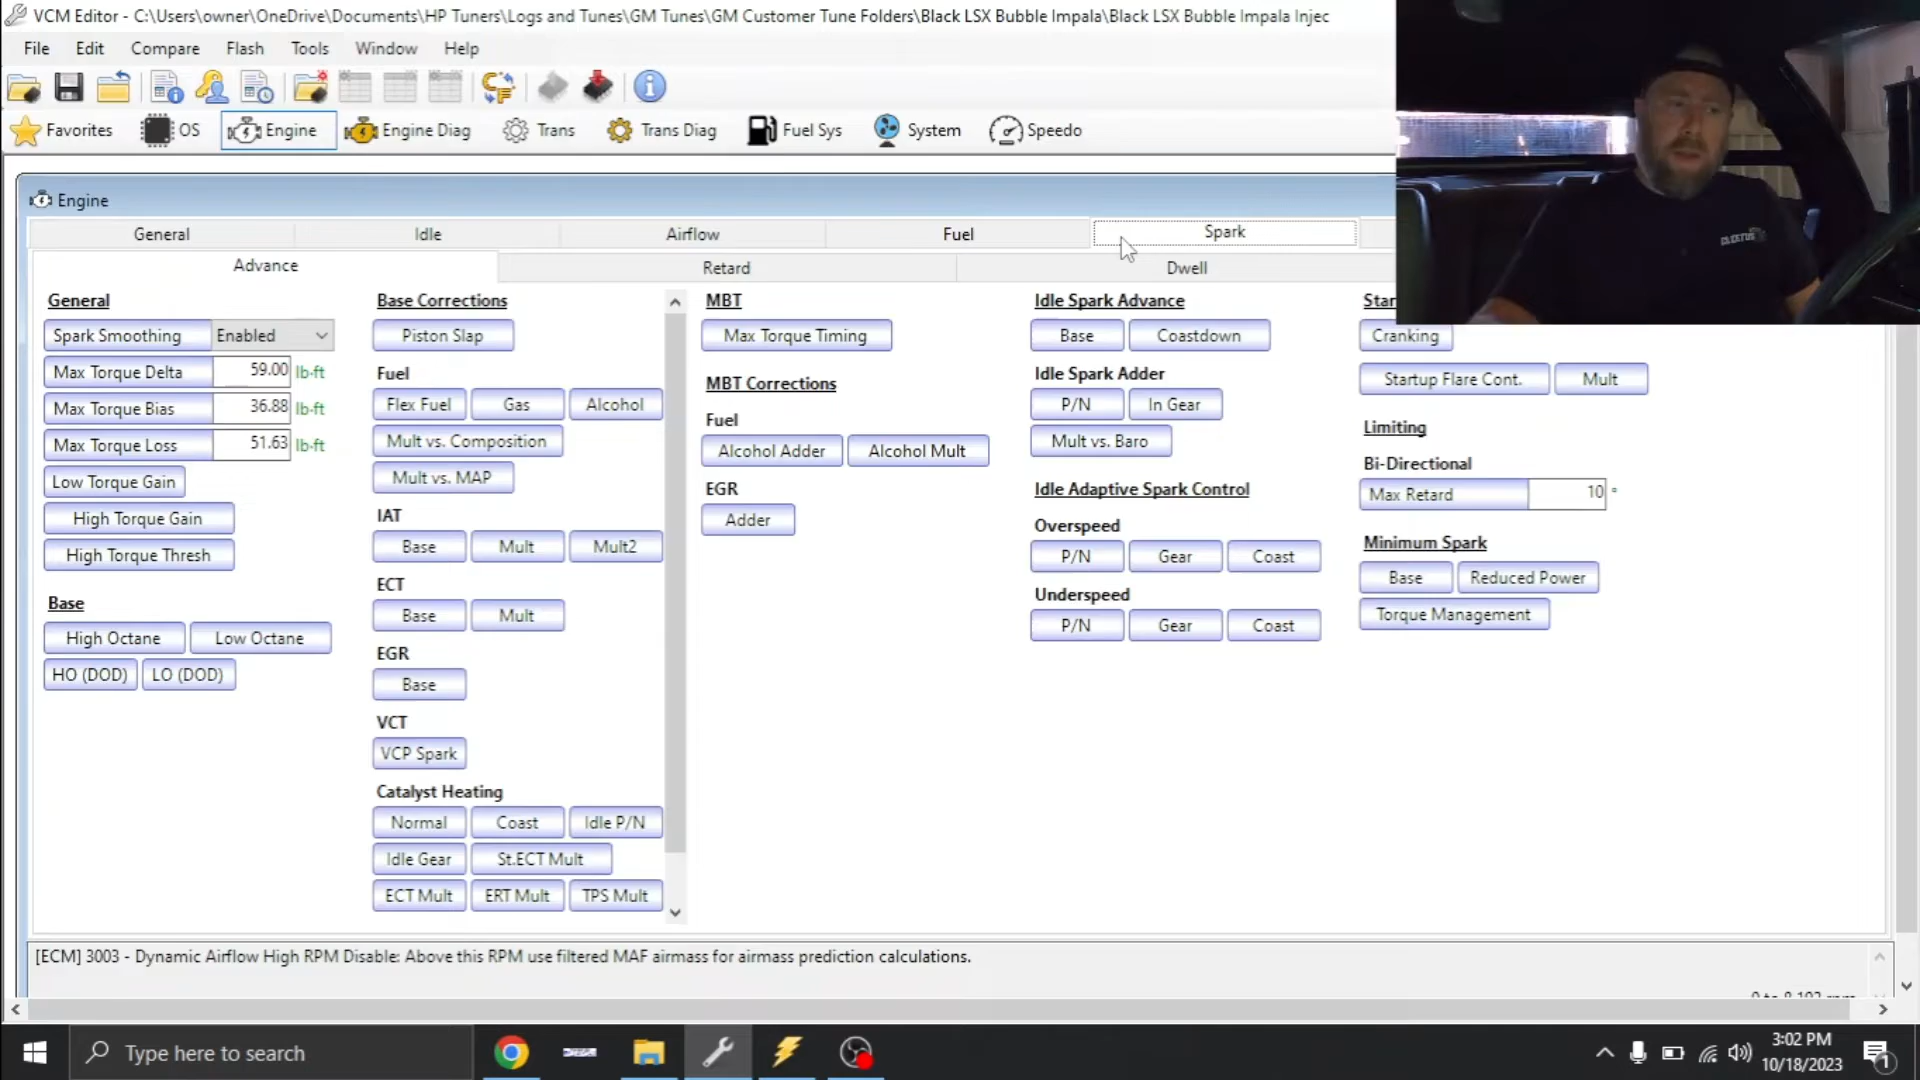 VCM Editor - C:\Users\owner\OneDrive\Documents\HP Tuners\Logs and Tunes\GM Tunes\GM Customer Tune Folders\Black LSX Bubble Impala\Black LSX Bubble Impala Injec
File Edit Compare Flash Tools Window Help
Favorites OS Engine Engine Diag Trans Trans Diag Fuel Sys System Speedo
Engine
General Idle Airflow Fuel Spark
Advance Retard Dwell
General
Spark Smoothing Enabled
Max Torque Delta 59.00 lb·ft
Max Torque Bias 36.88 lb·ft
Max Torque Loss 51.63 lb·ft
Low Torque Gain
High Torque Gain
High Torque Thresh
Base
High Octane Low Octane
HO (DOD) LO (DOD)
Base Corrections
Piston Slap
Fuel
Flex Fuel Gas Alcohol
Mult vs. Composition
Mult vs. MAP
IAT
Base Mult Mult2
ECT
Base Mult
EGR
Base
VCT
VCP Spark
Catalyst Heating
Normal Coast Idle P/N
Idle Gear St.ECT Mult
ECT Mult ERT Mult TPS Mult
MBT
Max Torque Timing
MBT Corrections
Fuel
Alcohol Adder Alcohol Mult
EGR
Adder
Idle Spark Advance
Base Coastdown
Idle Spark Adder
P/N In Gear
Mult vs. Baro
Idle Adaptive Spark Control
Overspeed
P/N Gear Coast
Underspeed
P/N Gear Coast
Star
Cranking
Startup Flare Cont. Mult
Limiting
Bi-Directional
Max Retard 10 °
Minimum Spark
Base Reduced Power
Torque Management
[ECM] 3003 - Dynamic Airflow High RPM Disable: Above this RPM use filtered MAF airmass for airmass prediction calculations.
Type here to search
3:02 PM
10/18/2023
1